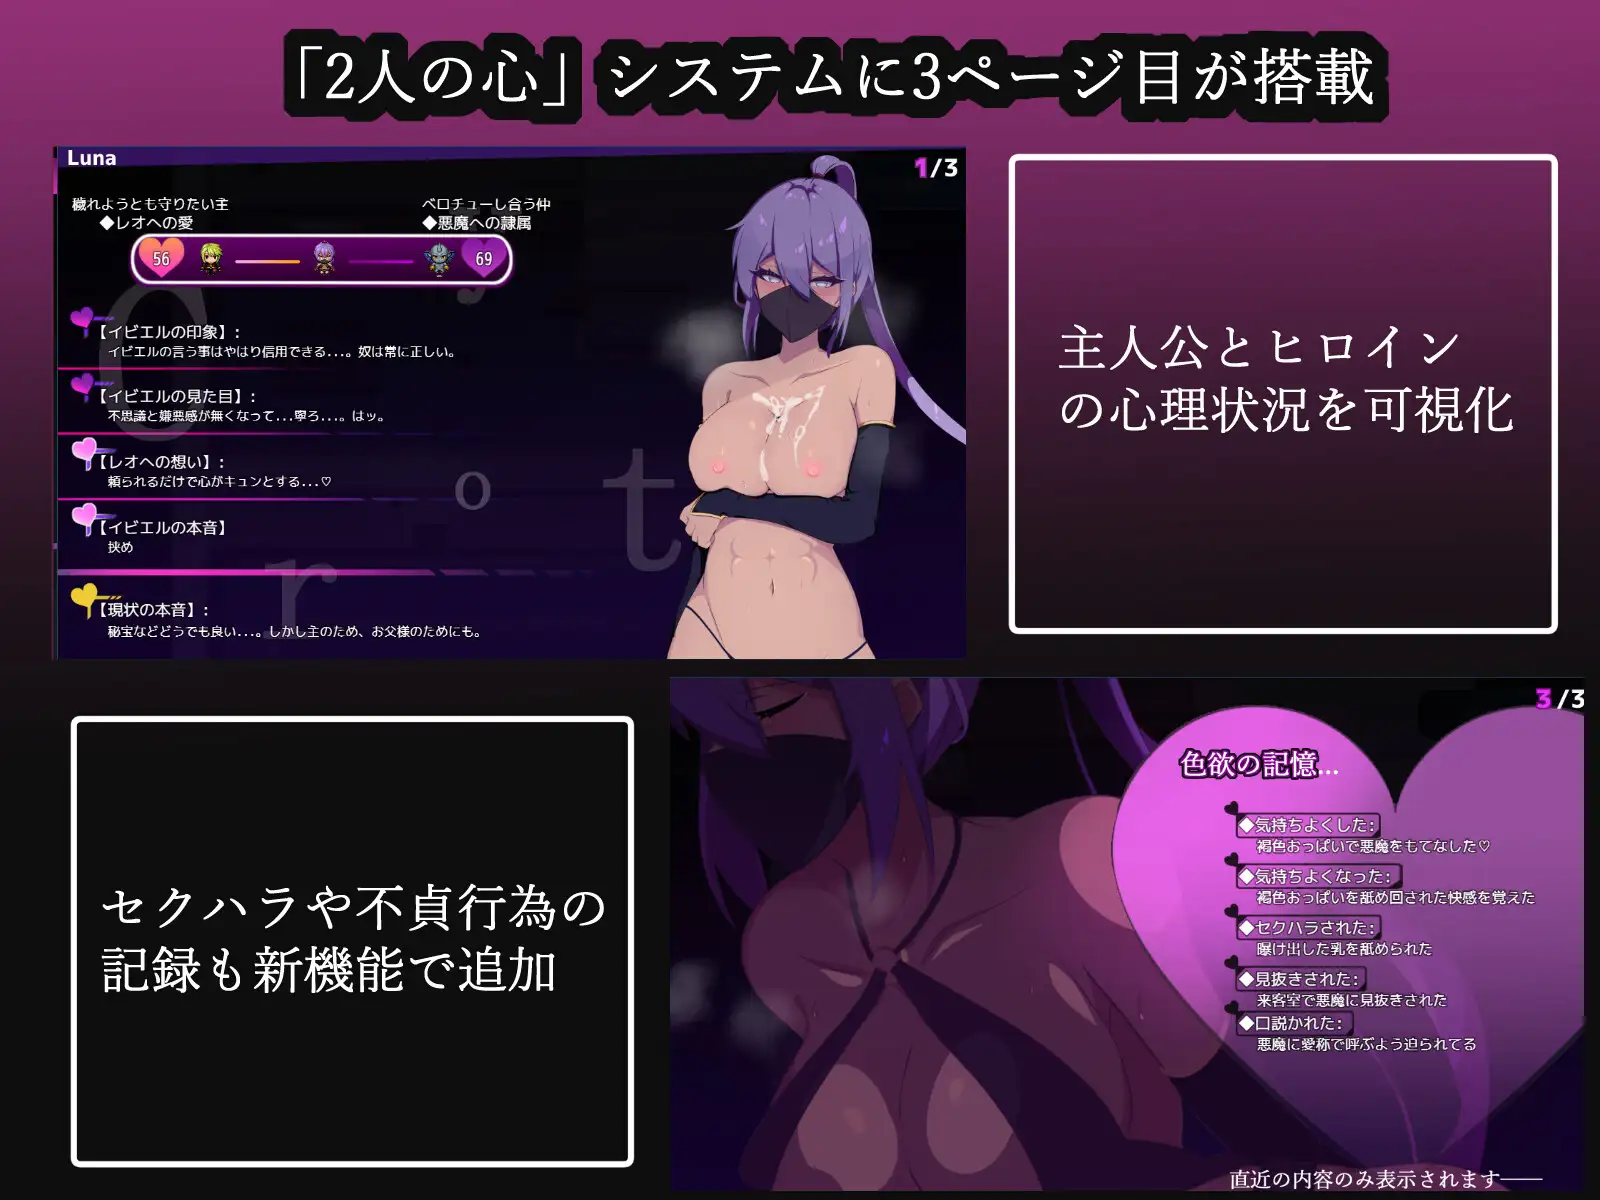 「2人の心」システムに3ページ目が搭載
Luna
1/3
穢れようとも守りたい主
◆レオへの愛
ベロチューし合う仲
◆悪魔への隷属
56
69
【イビエルの印象】:
イビエルの言う事はやはり信用できる...。奴は常に正しい。
【イビエルの見た目】:
不思議と嫌悪感が無くなって...寧ろ...。はッ。
【レオへの想い】:
頼られるだけで心がキュンとする...♡
【イビエルの本音】
挟め
【現状の本音】:
秘宝などどうでも良い...。しかし主のため、お父様のためにも。
主人公とヒロイン
の心理状況を可視化
セクハラや不貞行為の
記録も新機能で追加
3/3
色欲の記憶...
◆気持ちよくした:
褐色おっぱいで悪魔をもてなした♡
◆気持ちよくなった:
褐色おっぱいを舐め回された快感を覚えた
◆セクハラされた:
曝け出した乳を舐められた
◆見抜きされた:
来客室で悪魔に見抜きされた
◆口説かれた:
悪魔に愛称で呼ぶよう迫られてる
直近の内容のみ表示されます——